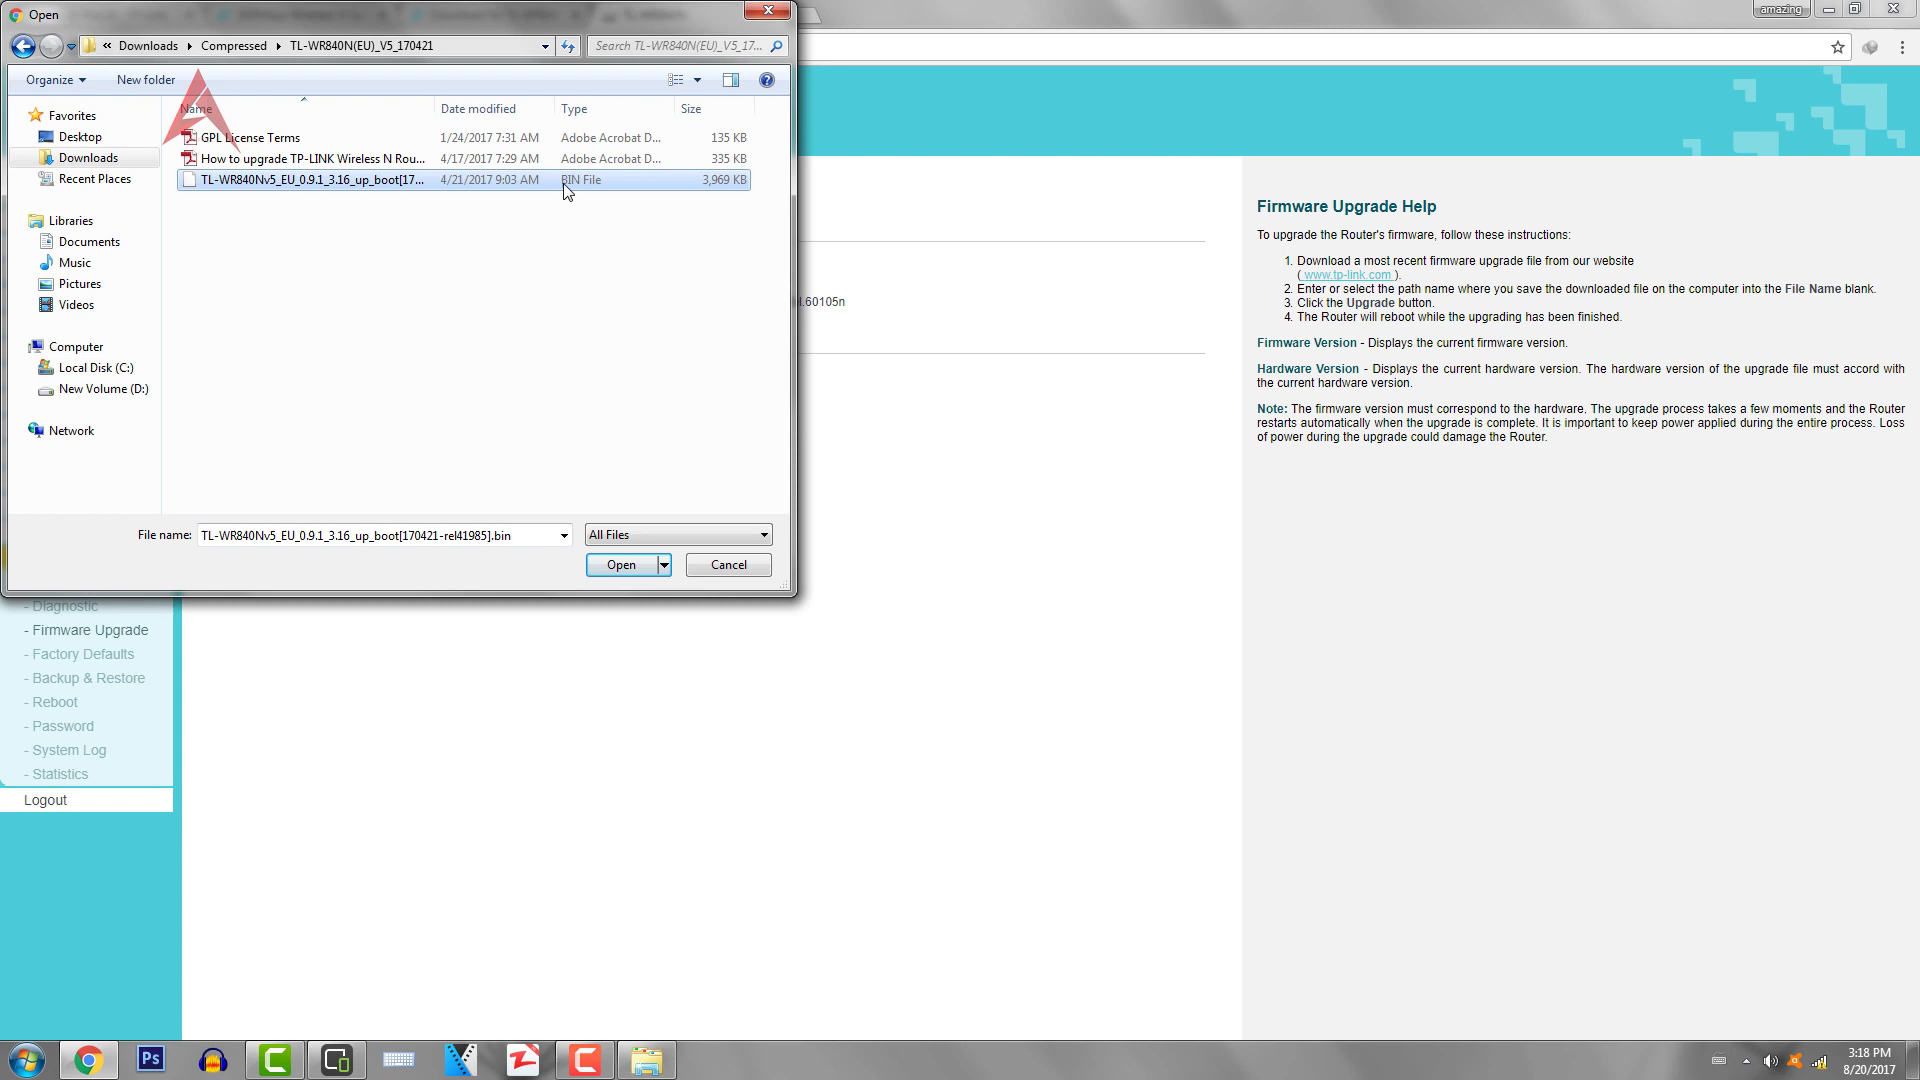 Open
amazing
« Downloads Compressed TL-WR840N(EU)_V5_170421
Search TL-WR840N(EU)_V5_17...
Organize New folder
Name Date modified Type Size
Favorites
Desktop
Downloads
Recent Places
Libraries
Documents
Music
Pictures
Videos
Computer
Local Disk (C:)
New Volume (D:)
Network
GPL License Terms 1/24/2017 7:31 AM Adobe Acrobat D... 135 KB
How to upgrade TP-LINK Wireless N Rou... 4/17/2017 7:29 AM Adobe Acrobat D... 335 KB
TL-WR840Nv5_EU_0.9.1_3.16_up_boot[17... 4/21/2017 9:03 AM BIN File 3,969 KB
File name: TL-WR840Nv5_EU_0.9.1_3.16_up_boot[170421-rel41985].bin All Files
Open Cancel
l.60105n
- Diagnostic
- Firmware Upgrade
- Factory Defaults
- Backup & Restore
- Reboot
- Password
- System Log
- Statistics
Logout
Firmware Upgrade Help
To upgrade the Router's firmware, follow these instructions:
1. Download a most recent firmware upgrade file from our website
( www.tp-link.com ).
2. Enter or select the path name where you save the downloaded file on the computer into the File Name blank.
3. Click the Upgrade button.
4. The Router will reboot while the upgrading has been finished.
Firmware Version - Displays the current firmware version.
Hardware Version - Displays the current hardware version. The hardware version of the upgrade file must accord with
the current hardware version.
Note: The firmware version must correspond to the hardware. The upgrade process takes a few moments and the Router
restarts automatically when the upgrade is complete. It is important to keep power applied during the entire process. Loss
of power during the upgrade could damage the Router.
Ps
3:18 PM
8/20/2017